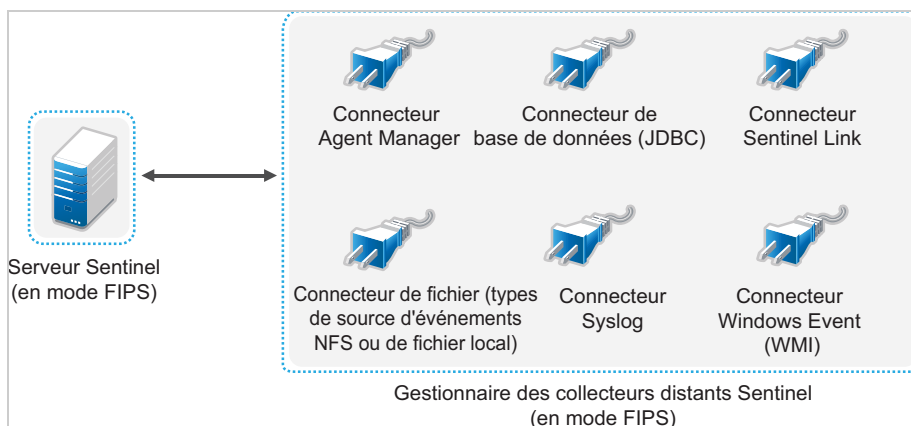 Connecteur
Agent Manager
Connecteur de
base de données (JDBC)
Connecteur
Sentinel Link
Serveur Sentinel
(en mode FIPS)
Connecteur de fichier (types
de source d'événements
NFS ou de fichier local)
Connecteur
Syslog
Connecteur
Windows Event
(WMI)
Gestionnaire des collecteurs distants Sentinel
(en mode FIPS)